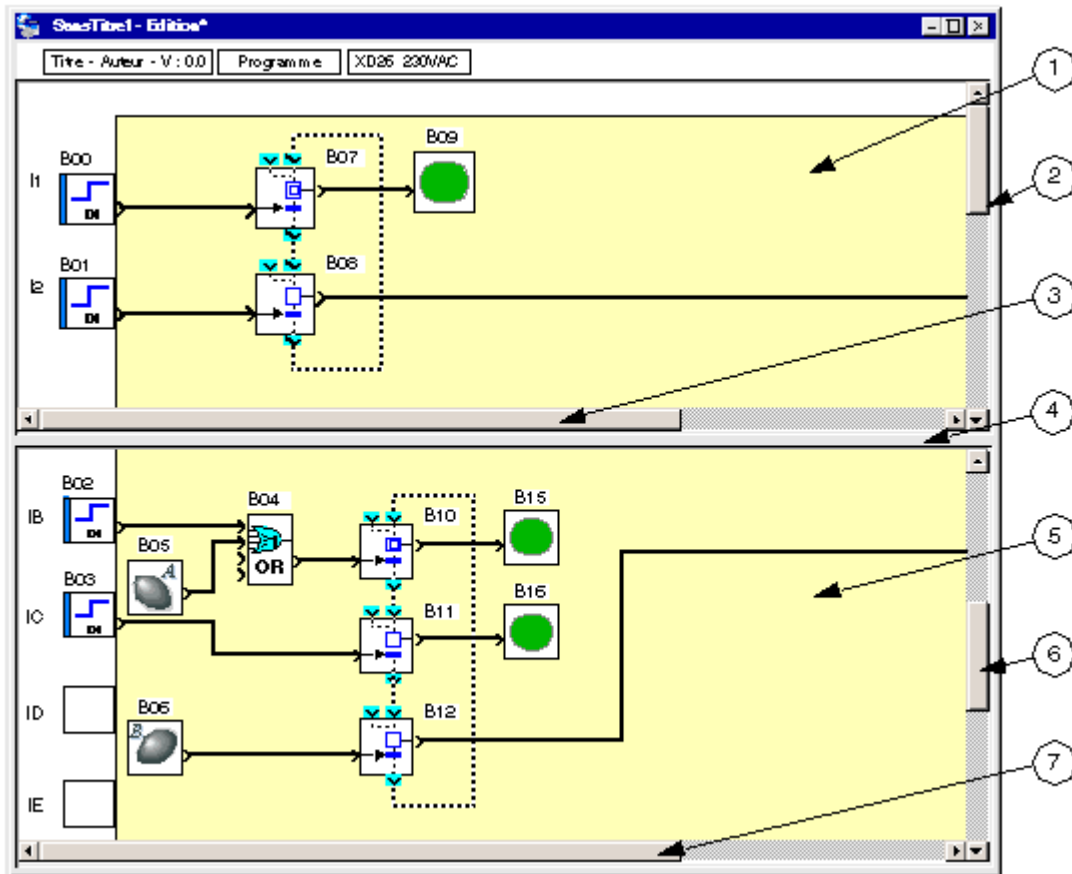 SansTitre1 - Edition*
Titre - Auteur - V : 0.0 Programme XD26 230VAC
1
B09
B00 B07
I1 DI
2
B01 B08
I2 DI
3
4
B02 B04 B15
IB DI B10
B05 A OR 5
B03 B16
IC DI B11
6
B06 B12
ID B
7
IE